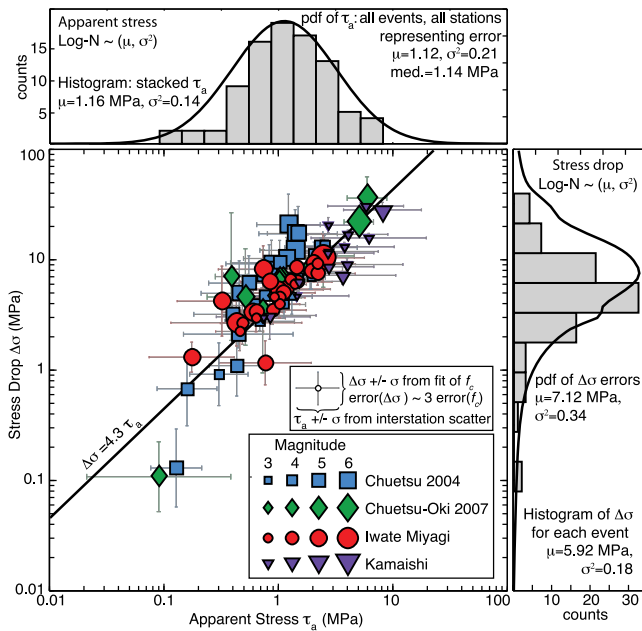 Apparent stress
Log-N ~ (μ, σ²)
Histogram: stacked τa
μ=1.16 MPa, σ²=0.14
pdf of τa: all events, all stations
representing error
μ=1.12, σ²=0.21
med.=1.14 MPa
counts
15
10
5
100
10
1
0.1
0.01
Stress Drop Δσ (MPa)
Δσ=4.3 τa
Δσ +/- σ from fit of fc
error(Δσ) ~ 3 error(fc)
τa +/- σ from interstation scatter
Magnitude
3 4 5 6
Chuetsu 2004
Chuetsu-Oki 2007
Iwate Miyagi
Kamaishi
0.01 0.1 1 10 100
Apparent Stress τa (MPa)
Stress drop
Log-N ~ (μ, σ²)
pdf of Δσ errors
μ=7.12 MPa,
σ²=0.34
Histogram of Δσ
for each event
μ=5.92 MPa,
σ²=0.18
0 10 20 30
counts